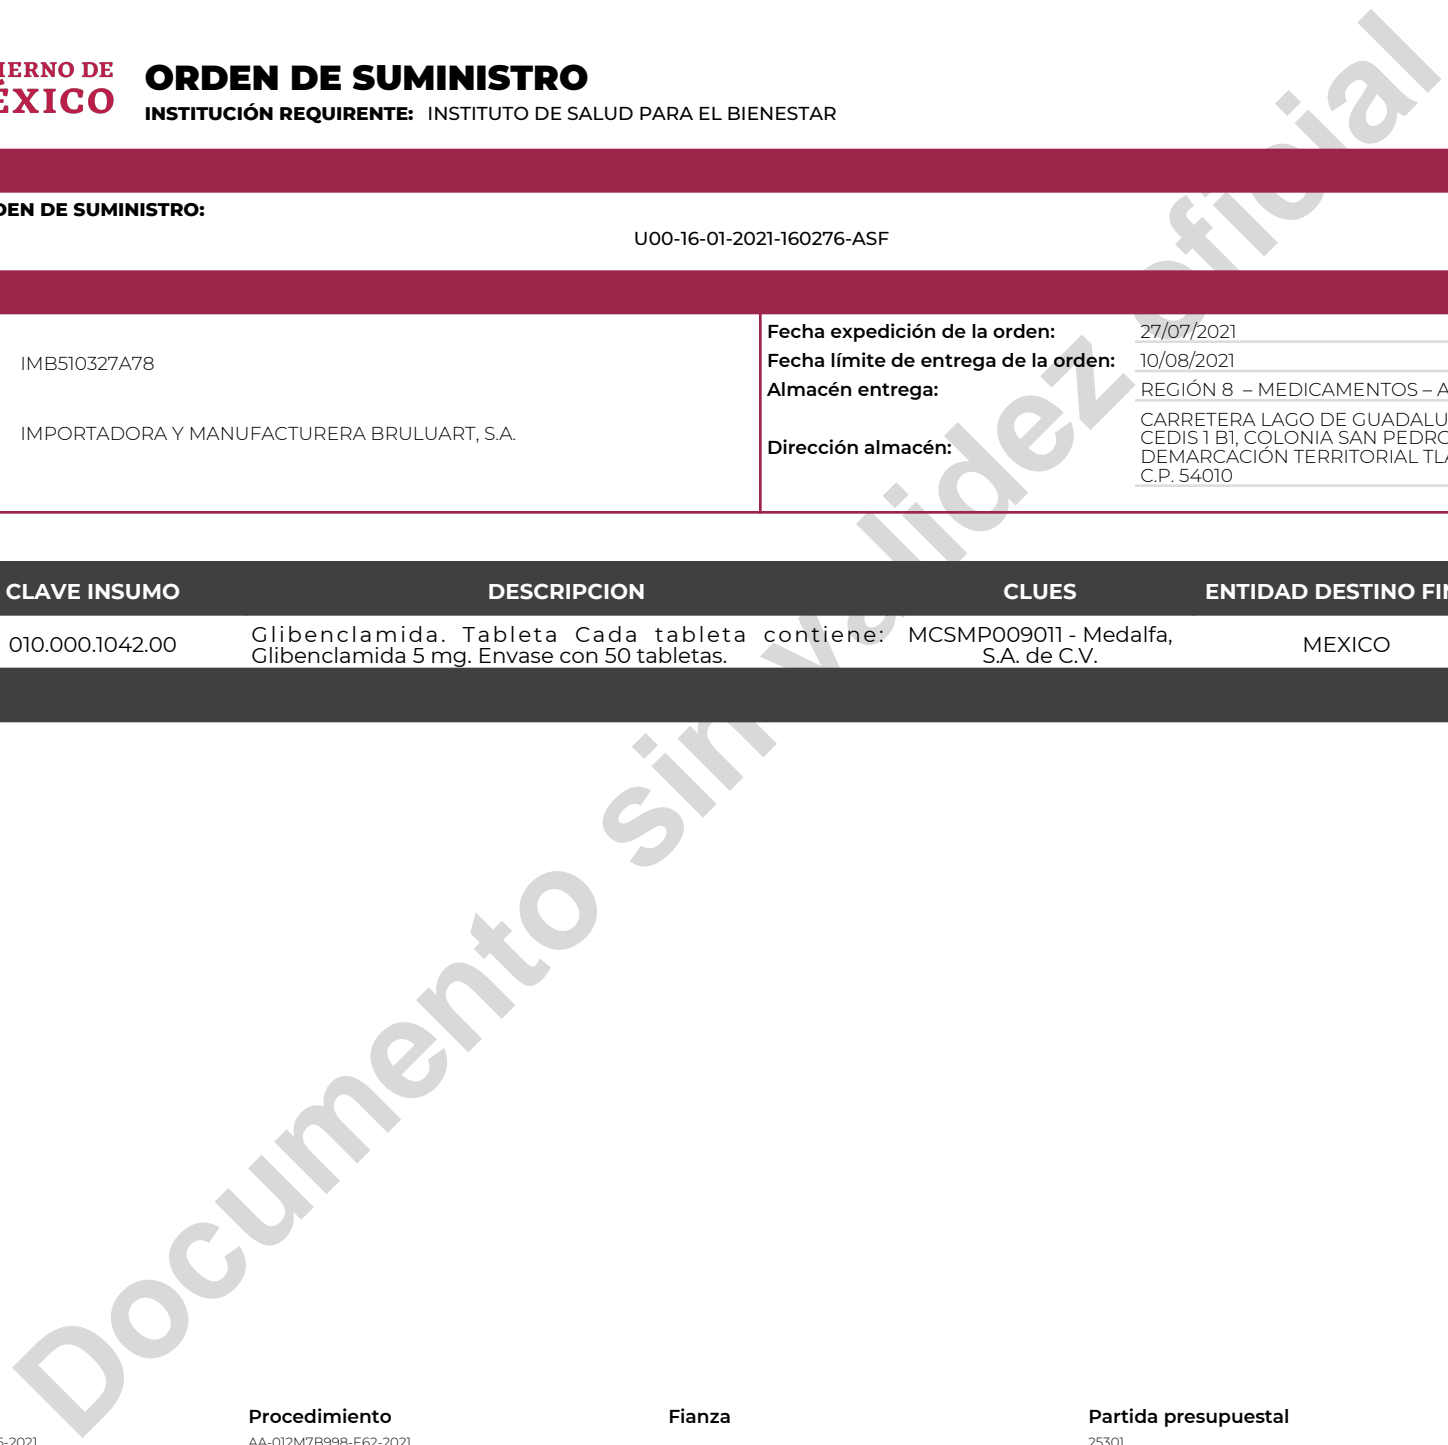 IERNO DE
ÉXICO
ORDEN DE SUMINISTRO
INSTITUCIÓN REQUIRENTE: INSTITUTO DE SALUD PARA EL BIENESTAR
DEN DE SUMINISTRO:
U00-16-01-2021-160276-ASF
IMB510327A78
IMPORTADORA Y MANUFACTURERA BRULUART, S.A.
Fecha expedición de la orden: 27/07/2021
Fecha límite de entrega de la orden: 10/08/2021
Almacén entrega: REGIÓN 8 – MEDICAMENTOS – A
Dirección almacén: CARRETERA LAGO DE GUADALU
CEDIS 1 B1, COLONIA SAN PEDRO
DEMARCACIÓN TERRITORIAL TLA
C.P. 54010
CLAVE INSUMO DESCRIPCION CLUES ENTIDAD DESTINO FIN
010.000.1042.00 Glibenclamida. Tableta Cada tableta contiene: MCSMP009011 - Medalfa, MEXICO
Glibenclamida 5 mg. Envase con 50 tabletas. S.A. de C.V.
Documento sin validez oficial
Procedimiento Fianza Partida presupuestal
-2021 AA-012M7B998-E62-2021 25301